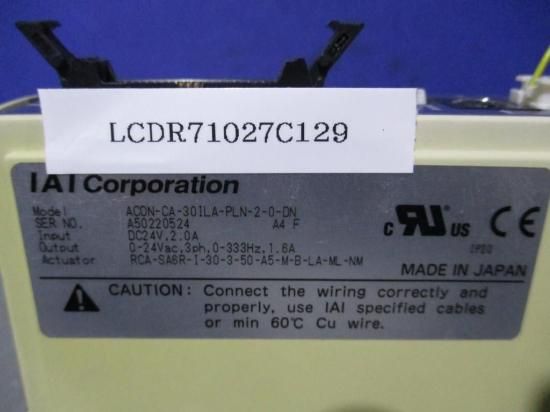 LCDR71027C129
IAI Corporation
Model ACDN-CA-30ILA-PLN-2-0-DN
SER NO. A50220524 A4 F
Input DC24V, 2.0A
Output 0-24Vac, 3ph, 0-333Hz, 1.6A
Actuator RCA-SA6R-I-30-3-50-A5-M-B-LA-ML-NM
c RU US CE
IP20
MADE IN JAPAN
CAUTION: Connect the wiring correctly and
properly, use IAI specified cables
or min 60℃ Cu wire.